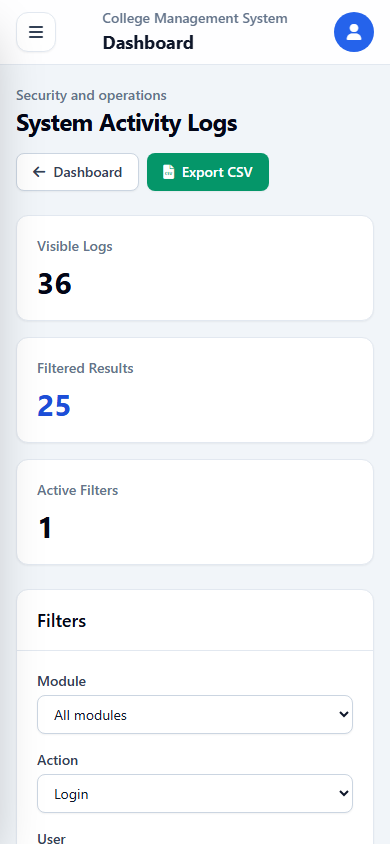 College Management System
Dashboard
Security and operations
System Activity Logs
Dashboard
Export CSV
Visible Logs
36
Filtered Results
25
Active Filters
1
Filters
Module
All modules
Action
Login
User